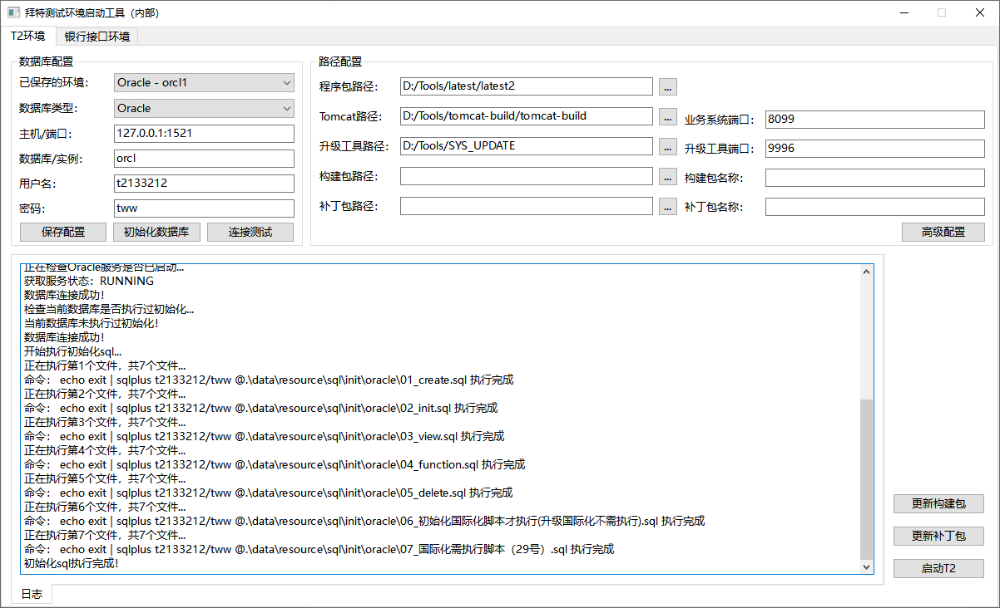 拜特测试环境启动工具（内部）
T2环境
银行接口环境
数据库配置
已保存的环境：
Oracle - orcl1
数据库类型：
Oracle
主机/端口：
127.0.0.1:1521
数据库/实例：
orcl
用户名：
t2133212
密码：
tww
保存配置
初始化数据库
连接测试
路径配置
程序包路径：
D:/Tools/latest/latest2
...
Tomcat路径：
D:/Tools/tomcat-build/tomcat-build
...
业务系统端口：
8099
升级工具路径：
D:/Tools/SYS_UPDATE
...
升级工具端口：
9996
构建包路径：
...
构建包名称：
补丁包路径：
...
补丁包名称：
高级配置
正在检查Oracle服务是否已启动...
获取服务状态：RUNNING
数据库连接成功！
检查当前数据库是否执行过初始化...
当前数据库未执行过初始化！
数据库连接成功！
开始执行初始化sql...
正在执行第1个文件，共7个文件...
命令： echo exit | sqlplus t2133212/tww @.\data\resource\sql\init\oracle\01_create.sql 执行完成
正在执行第2个文件，共7个文件...
命令： echo exit | sqlplus t2133212/tww @.\data\resource\sql\init\oracle\02_init.sql 执行完成
正在执行第3个文件，共7个文件...
命令： echo exit | sqlplus t2133212/tww @.\data\resource\sql\init\oracle\03_view.sql 执行完成
正在执行第4个文件，共7个文件...
命令： echo exit | sqlplus t2133212/tww @.\data\resource\sql\init\oracle\04_function.sql 执行完成
正在执行第5个文件，共7个文件...
命令： echo exit | sqlplus t2133212/tww @.\data\resource\sql\init\oracle\05_delete.sql 执行完成
正在执行第6个文件，共7个文件...
命令： echo exit | sqlplus t2133212/tww @.\data\resource\sql\init\oracle\06_初始化国际化脚本才执行(升级国际化不需执行).sql 执行完成
正在执行第7个文件，共7个文件...
命令： echo exit | sqlplus t2133212/tww @.\data\resource\sql\init\oracle\07_国际化需执行脚本（29号）.sql 执行完成
初始化sql执行完成！
更新构建包
更新补丁包
启动T2
日志